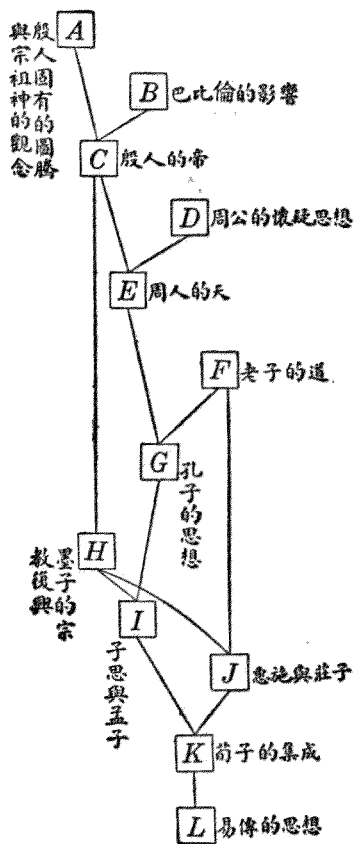 A
殷人固有的圖騰
與宗祖神的觀念
B 巴比倫的影響
C 殷人的帝
D 周公的懷疑思想
E 周人的天
F 老子的道
G
孔子的思想
H
墨子的宗
教復興
I
子思與孟子
J 惠施與莊子
K 荀子的集成
L 易傳的思想